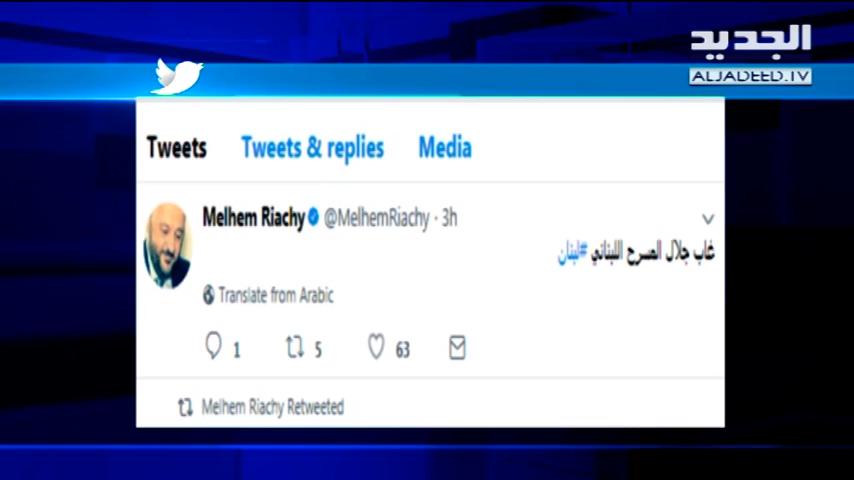 الجديد
ALJADEED.TV
Tweets Tweets & replies Media
Melhem Riachy @MelhemRiachy · 3h
غاب جلال المسرح اللبناني #لبنان
Translate from Arabic
1 5 63
Melhem Riachy Retweeted